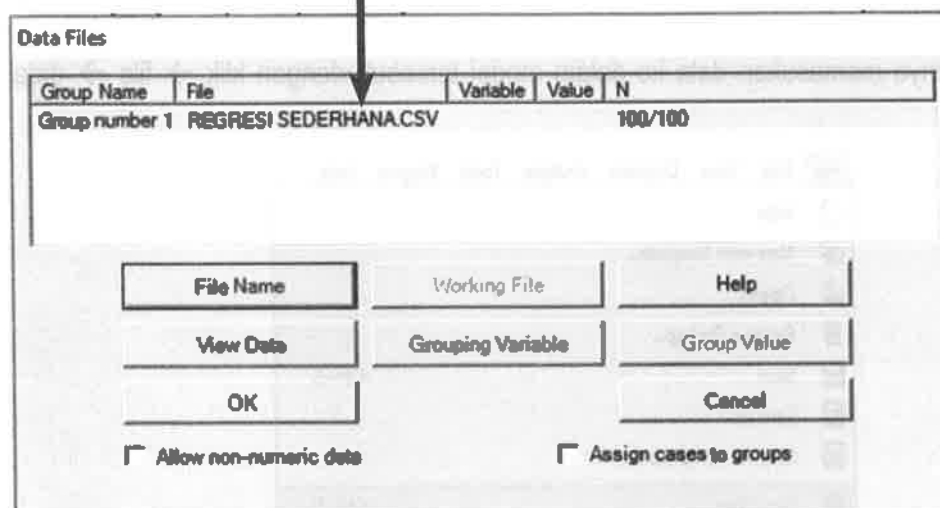 Data Files
Group Name File Variable Value N
Group number 1 REGRESI SEDERHANA.CSV 100/100
File Name Working File Help
View Data Grouping Variable Group Value
OK Cancel
Allow non-numeric data Assign cases to groups